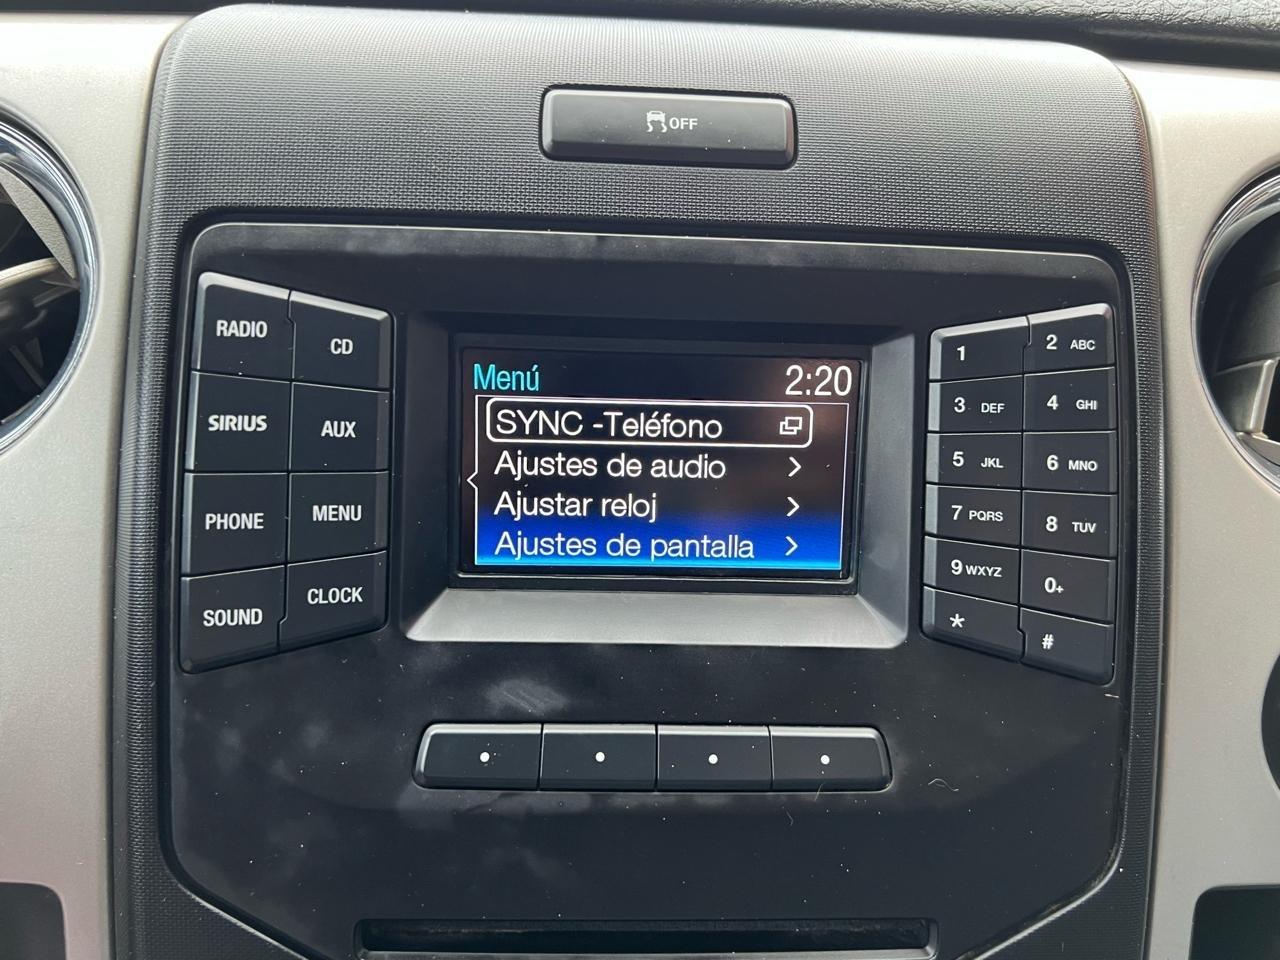 OFF
RADIO
CD
SIRIUS
AUX
PHONE
MENU
SOUND
CLOCK
Menú 2:20
SYNC -Teléfono
Ajustes de audio
Ajustar reloj
Ajustes de pantalla
1
2 ABC
3 DEF
4 GHI
5 JKL
6 MNO
7 PQRS
8 TUV
9 WXYZ
0+
*
#